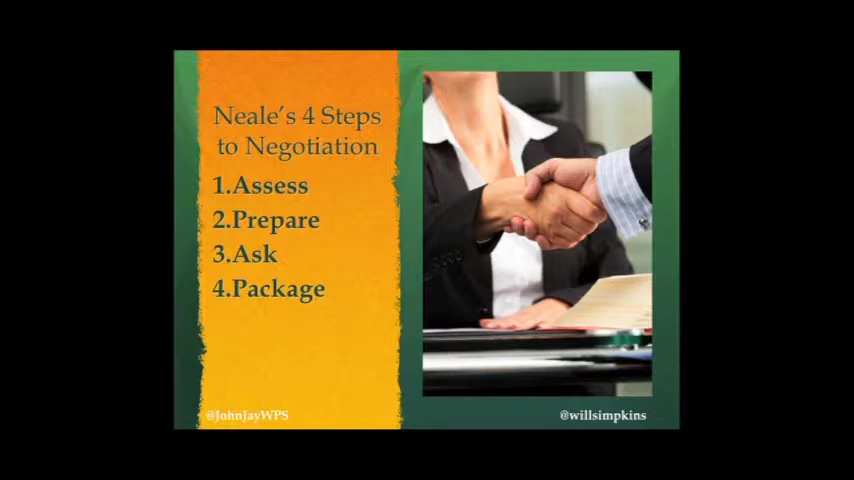 Neale's 4 Steps
to Negotiation
1.Assess
2.Prepare
3.Ask
4.Package
@JohnJayWPS
@willsimpkins